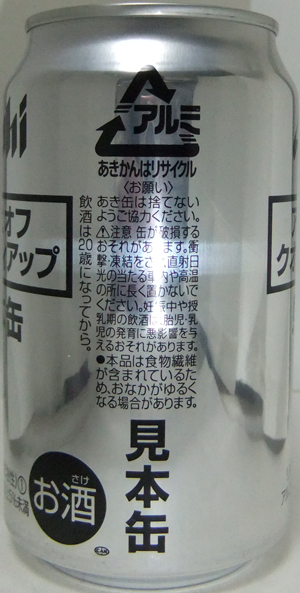 hi
アルミ
あきかんはリサイクル
〈お願い〉
あき缶は捨てない
ようご協力ください。
⚠注意 缶が破損する
おそれがあります。衝
撃・凍結をさけ直射日
光の当たる車内や高温
の所に長く置かないで
ください。妊娠中や授
乳期の飲酒は、胎児・乳
児の発育に悪影響を与
えるおそれがあります。
●本品は食物繊維
が含まれているた
め、おなかがゆるく
なる場合があります。
飲酒は20歳になってから。
オフ
アップ
缶
見本缶
さけ
お酒
①
未満
ク